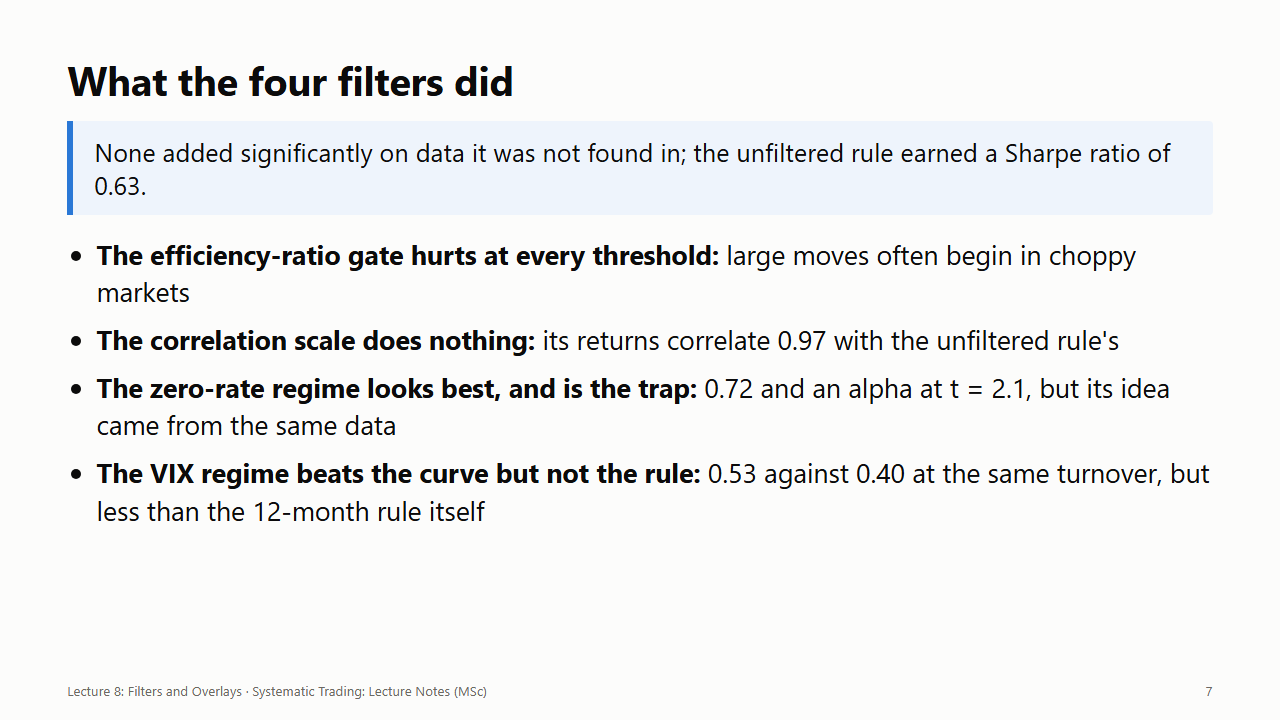 What the four filters did
None added significantly on data it was not found in; the unfiltered rule earned a Sharpe ratio of
0.63.
• The efficiency-ratio gate hurts at every threshold: large moves often begin in choppy
markets
• The correlation scale does nothing: its returns correlate 0.97 with the unfiltered rule's
• The zero-rate regime looks best, and is the trap: 0.72 and an alpha at t = 2.1, but its idea
came from the same data
• The VIX regime beats the curve but not the rule: 0.53 against 0.40 at the same turnover, but
less than the 12-month rule itself
Lecture 8: Filters and Overlays · Systematic Trading: Lecture Notes (MSc)
7